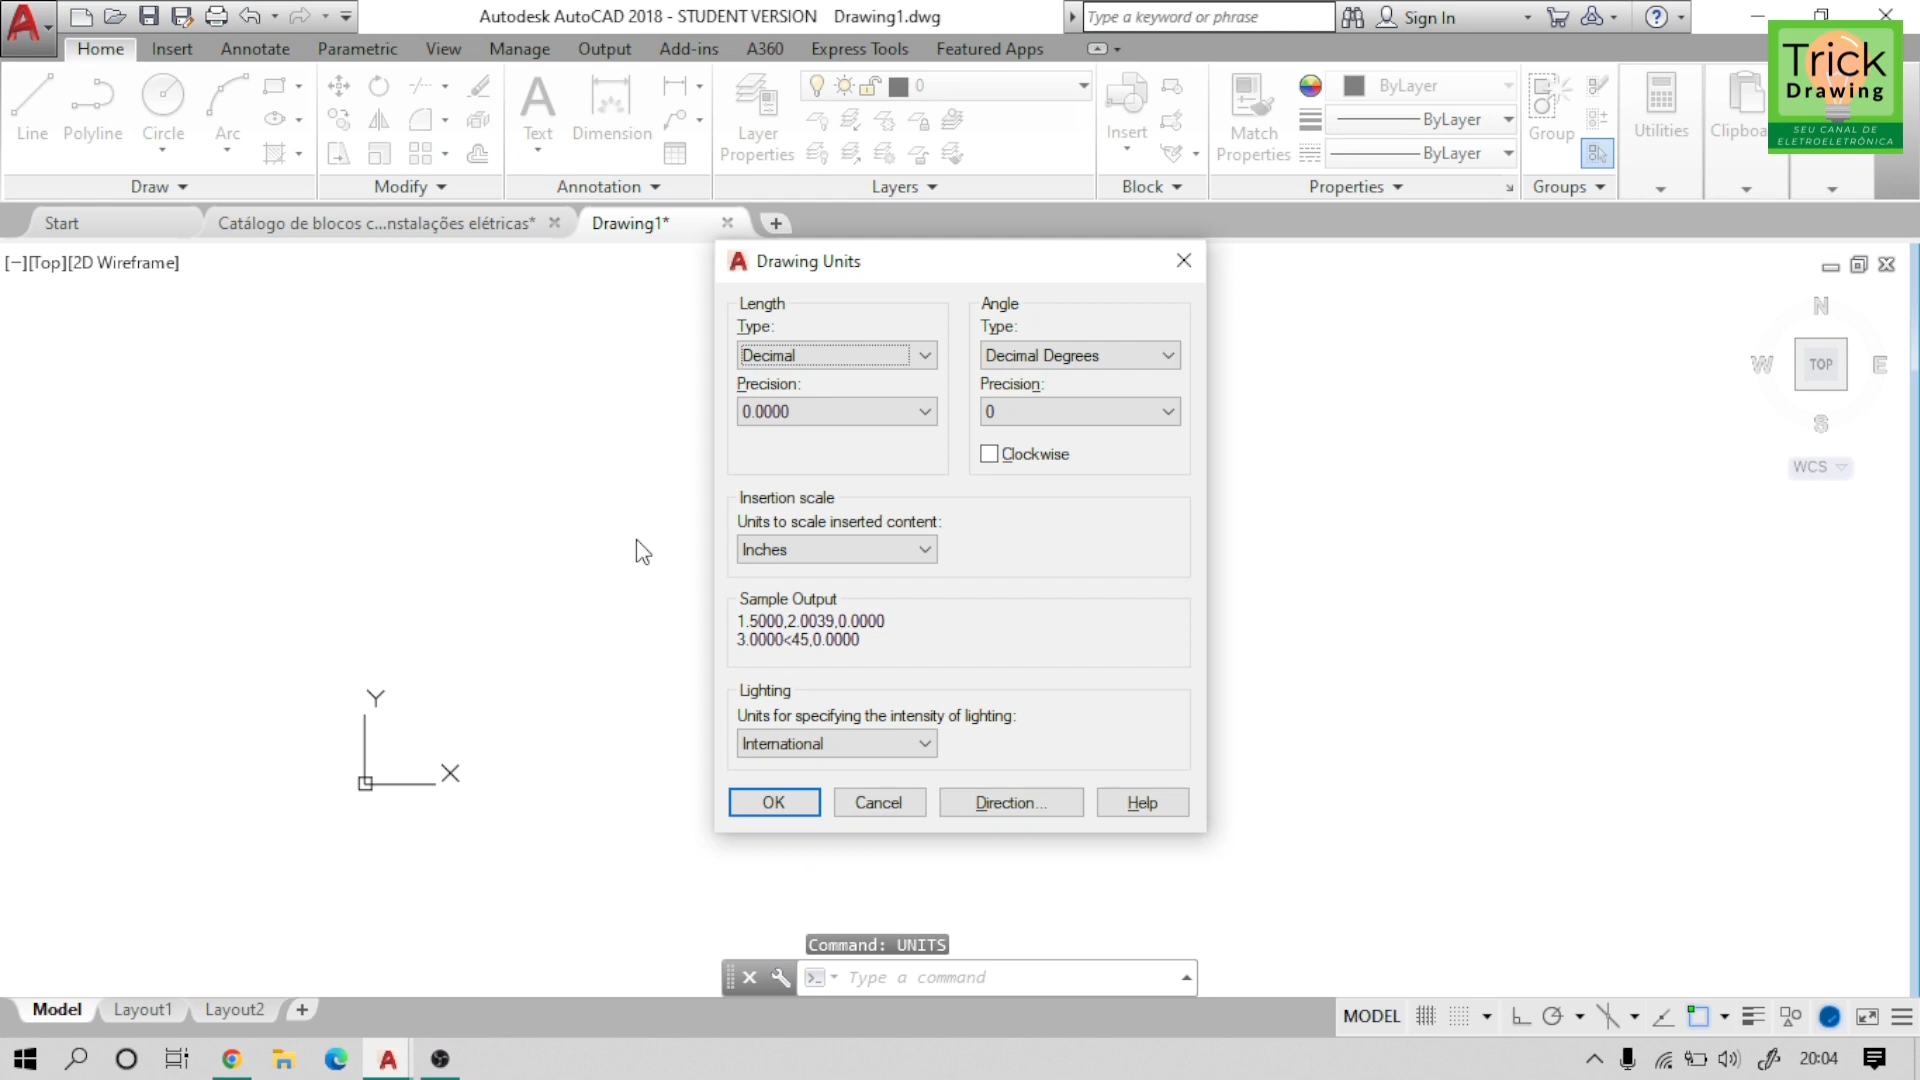 Autodesk AutoCAD 2018 - STUDENT VERSION Drawing1.dwg
Type a keyword or phrase
Sign In
Home Insert Annotate Parametric View Manage Output Add-ins A360 Express Tools Featured Apps
Trick
Drawing
SEU CANAL DE
ELETROELETRÔNICA
Line Polyline Circle Arc
Text Dimension
Layer
Properties
0
Insert
Match
Properties
ByLayer
ByLayer
ByLayer
Group
Utilities
Clipboa
Draw Modify Annotation Layers Block Properties Groups
Start Catálogo de blocos c...nstalações elétricas* Drawing1*
[−][Top][2D Wireframe]
Drawing Units
Length
Type:
Decimal
Precision:
0.0000
Angle
Type:
Decimal Degrees
Precision:
0
Clockwise
Insertion scale
Units to scale inserted content:
Inches
Sample Output
1.5000,2.0039,0.0000
3.0000<45,0.0000
Lighting
Units for specifying the intensity of lighting:
International
OK Cancel Direction... Help
N
W TOP E
S
WCS
Y
X
Command: UNITS
Type a command
Model Layout1 Layout2
MODEL
20:04